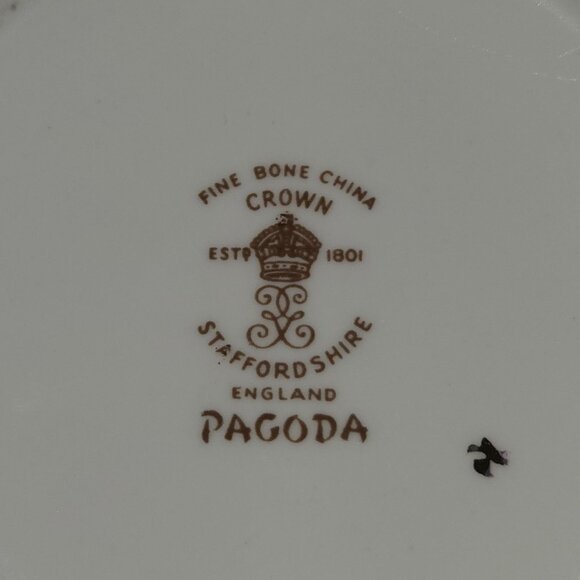 FINE BONE CHINA
CROWN
ESTD 1801
STAFFORDSHIRE
ENGLAND
PAGODA